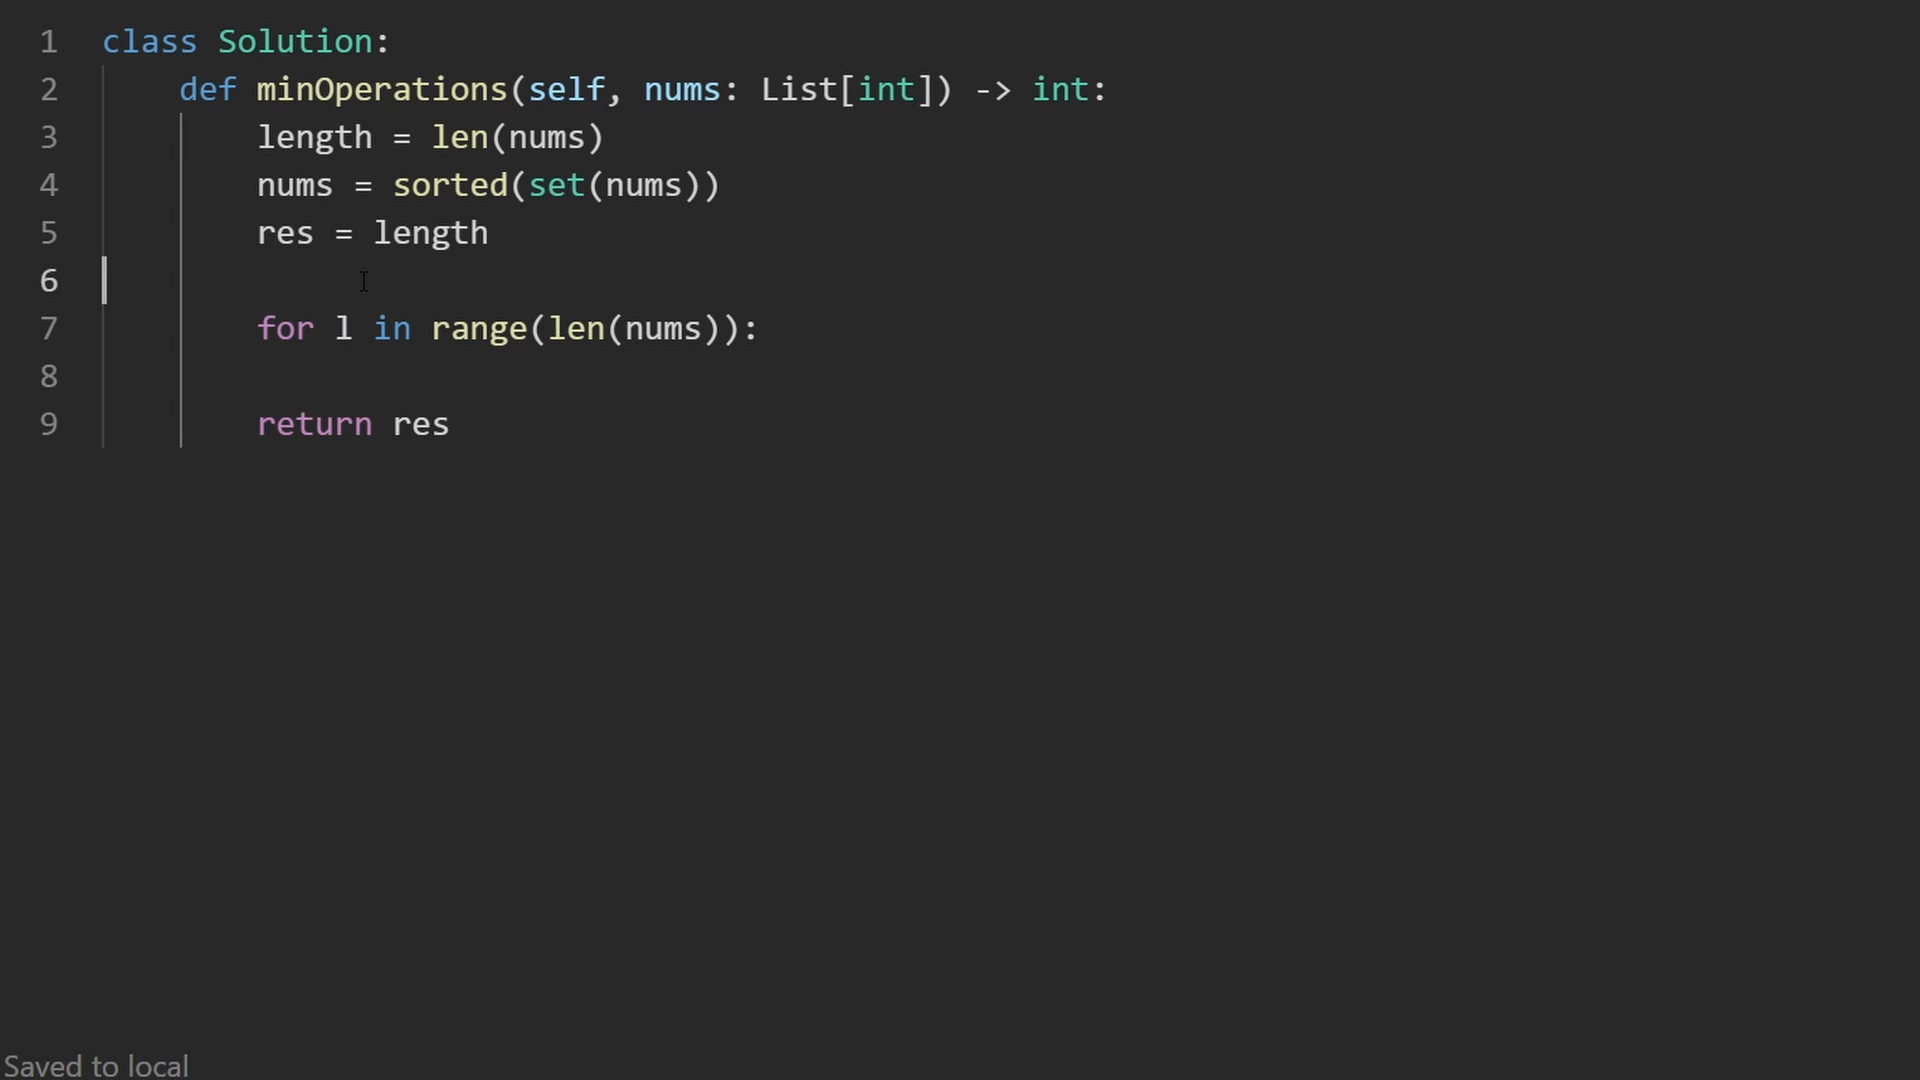 1 class Solution:
2 def minOperations(self, nums: List[int]) -> int:
3 length = len(nums)
4 nums = sorted(set(nums))
5 res = length
6
7 for l in range(len(nums)):
8
9 return res
Saved to local